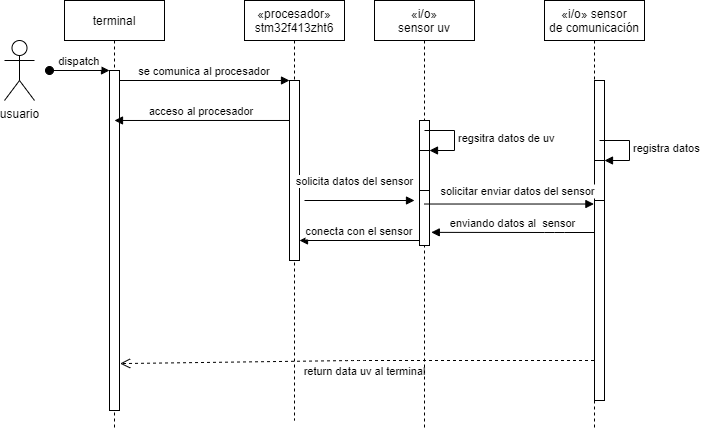 terminal
«procesador»
stm32f413zht6
«i/o»
sensor uv
«i/o» sensor
de comunicación
dispatch
se comunica al procesador
usuario
acceso al procesador
regsitra datos de uv
registra datos
solicita datos del sensor
solicitar enviar datos del sensor
enviando datos al sensor
conecta con el sensor
return data uv al terminal